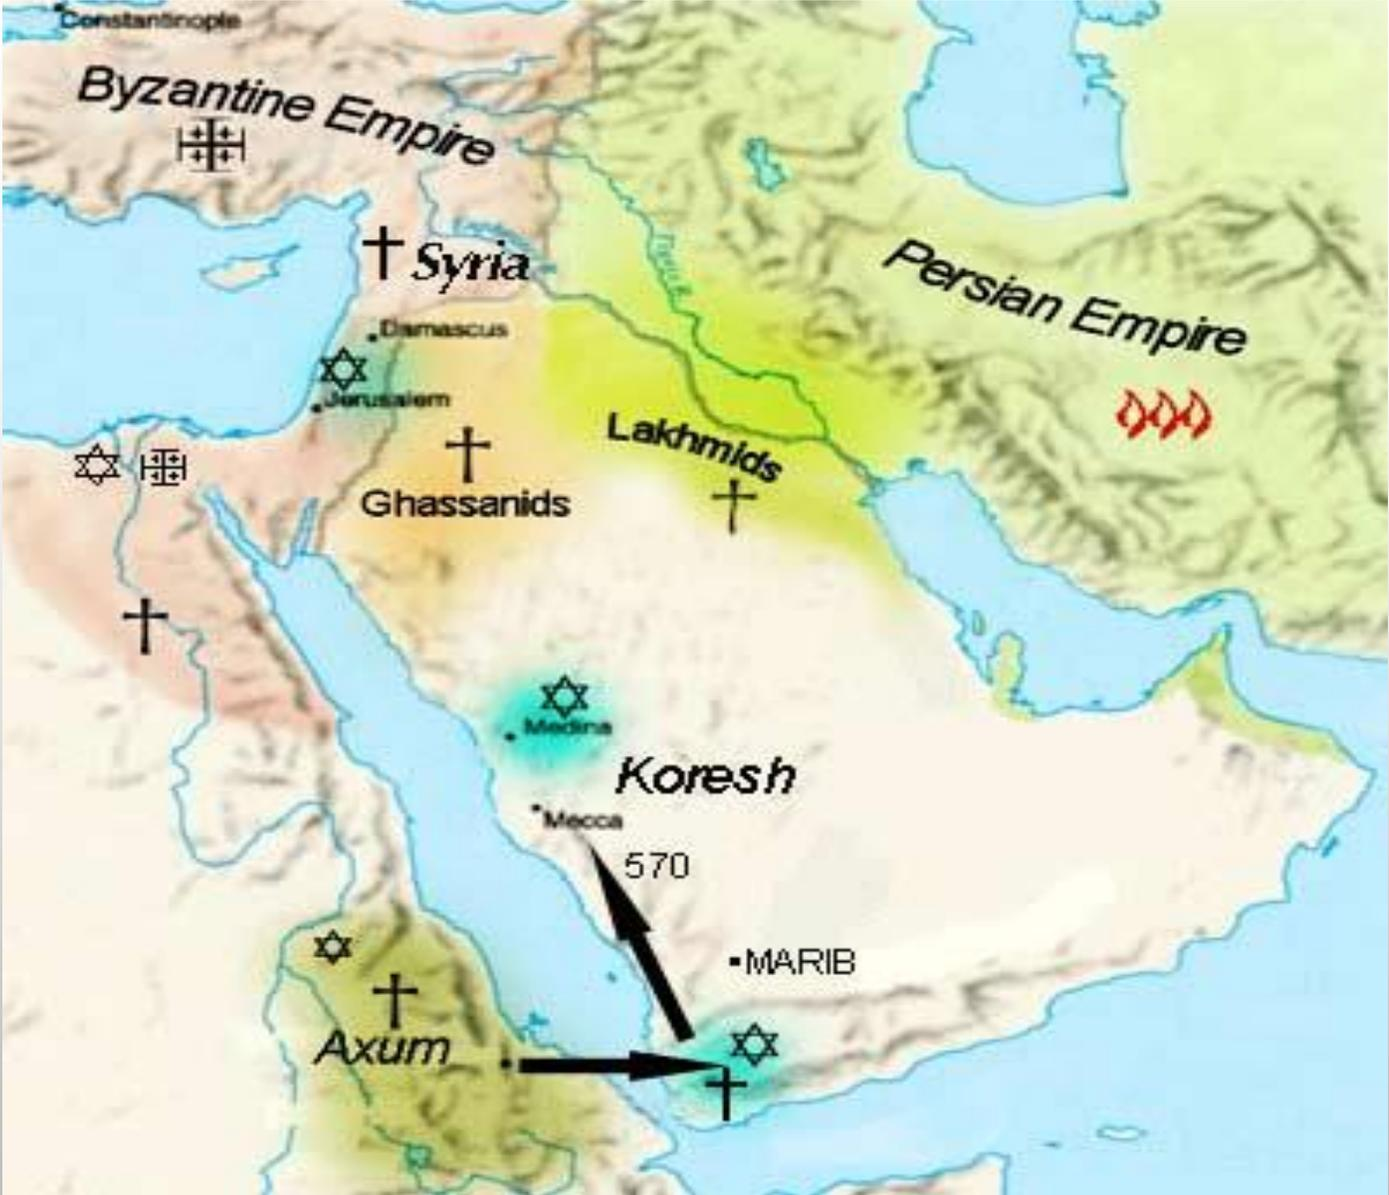 Constantinople
Byzantine Empire
Syria
Persian Empire
Damascus
Jerusalem
Lakhmids
Ghassanids
Medina
Koresh
Mecca
570
MARIB
Axum